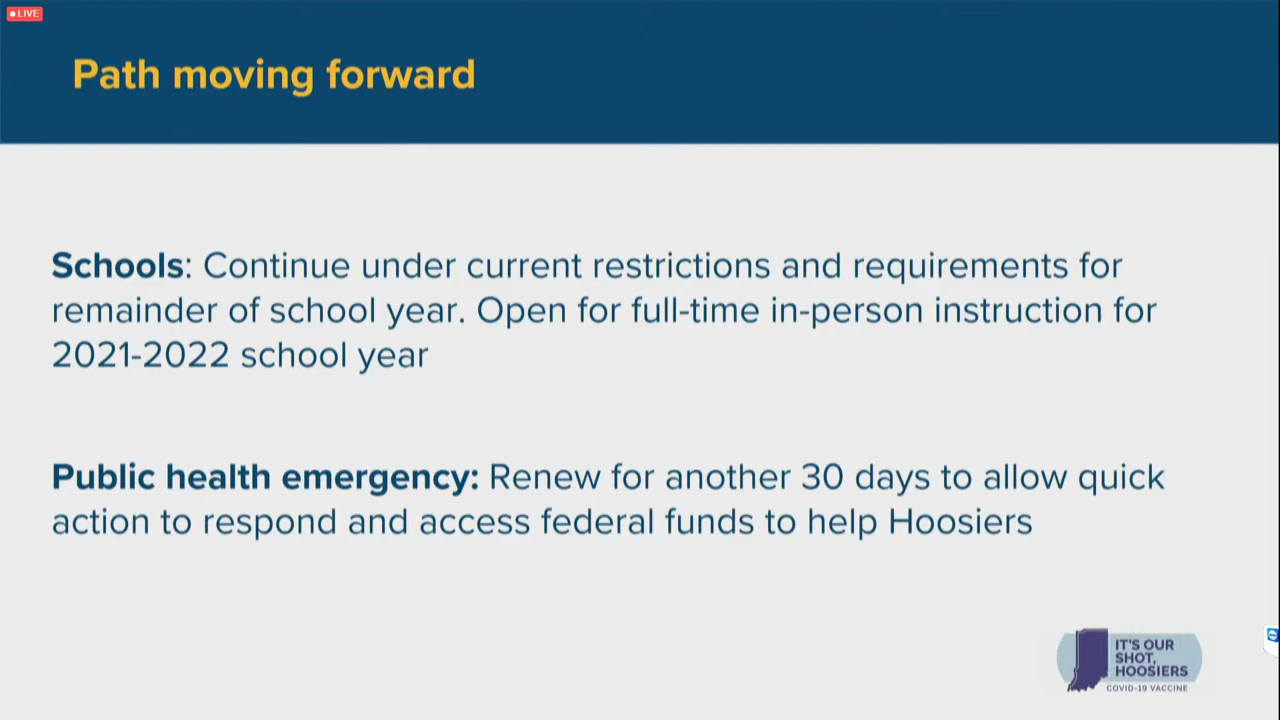 LIVE
Path moving forward
Schools: Continue under current restrictions and requirements for
remainder of school year. Open for full-time in-person instruction for
2021-2022 school year
Public health emergency: Renew for another 30 days to allow quick
action to respond and access federal funds to help Hoosiers
IT'S OUR
SHOT,
HOOSIERS
COVID-19 VACCINE